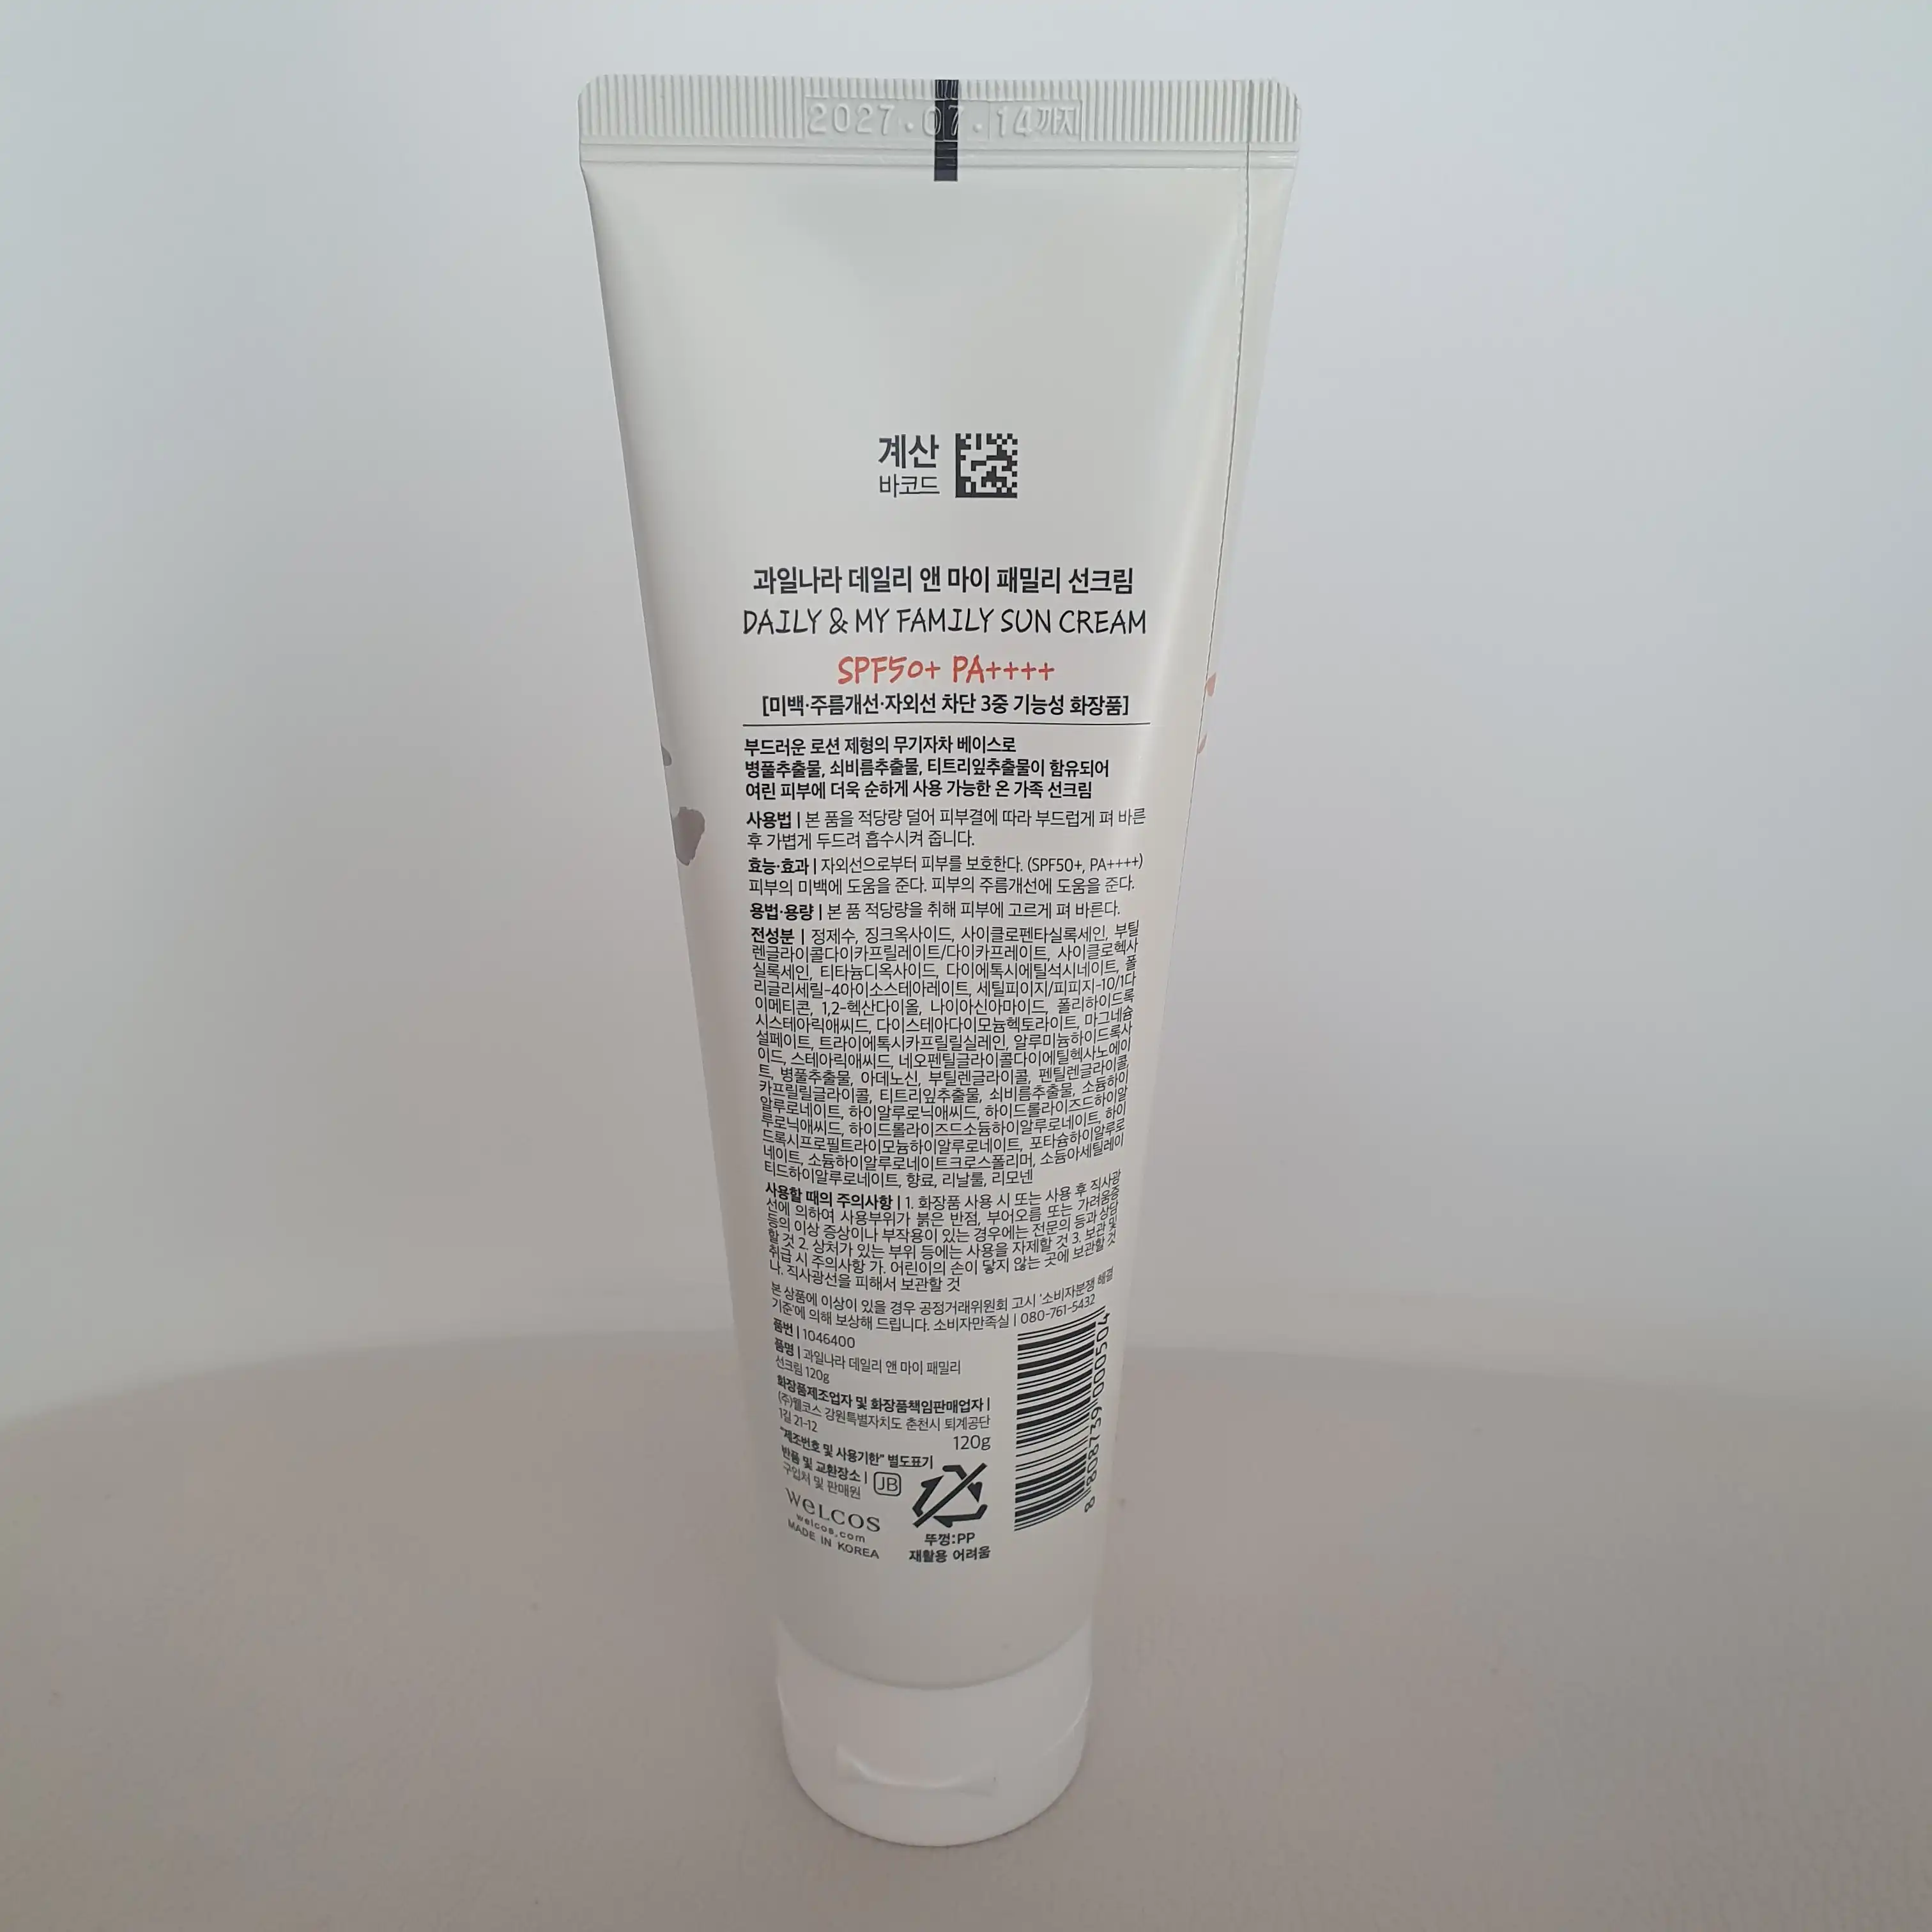 2027.07.14까지
계산
바코드
과일나라 데일리 앤 마이 패밀리 선크림
DAILY & MY FAMILY SUN CREAM
SPF50+ PA++++
[미백·주름개선·자외선 차단 3중 기능성 화장품]
부드러운 로션 제형의 무기자차 베이스로
병풀추출물, 쇠비름추출물, 티트리잎추출물이 함유되어
여린 피부에 더욱 순하게 사용 가능한 온 가족 선크림
사용법 | 본 품을 적당량 덜어 피부결에 따라 부드럽게 펴 바른
후 가볍게 두드려 흡수시켜 줍니다.
효능·효과 | 자외선으로부터 피부를 보호한다. (SPF50+, PA++++)
피부의 미백에 도움을 준다. 피부의 주름개선에 도움을 준다.
용법·용량 | 본 품 적당량을 취해 피부에 고르게 펴 바른다.
전성분 | 정제수, 징크옥사이드, 사이클로펜타실록세인, 부틸
렌글라이콜다이카프릴레이트/다이카프레이트, 사이클로헥사
실록세인, 티타늄디옥사이드, 다이에톡시에틸석시네이트, 폴
리글리세릴-4아이소스테아레이트, 세틸피이지/피피지-10/1다
이메티콘, 1,2-헥산다이올, 나이아신아마이드, 폴리하이드록
시스테아릭애씨드, 다이스테아다이모늄헥토라이트, 마그네슘
설페이트, 트라이에톡시카프릴릴실레인, 알루미늄하이드록사
이드, 스테아릭애씨드, 네오펜틸글라이콜다이에틸헥사노에이
트, 병풀추출물, 아데노신, 부틸렌글라이콜, 펜틸렌글라이콜,
카프릴릴글라이콜, 티트리잎추출물, 쇠비름추출물, 소듐하이
알루로네이트, 하이알루로닉애씨드, 하이드롤라이즈드하이알
루로닉애씨드, 하이드롤라이즈드소듐하이알루로네이트, 하이
드록시프로필트라이모늄하이알루로네이트, 포타슘하이알루로
네이트, 소듐하이알루로네이트크로스폴리머, 소듐아세틸레이
티드하이알루로네이트, 향료, 리날룰, 리모넨
사용할 때의 주의사항 | 1. 화장품 사용 시 또는 사용 후 직사광
선에 의하여 사용부위가 붉은 반점, 부어오름 또는 가려움증
등의 이상 증상이나 부작용이 있는 경우에는 전문의 등과 상담
할 것 2. 상처가 있는 부위 등에는 사용을 자제할 것 3. 보관 및
취급 시 주의사항 가. 어린이의 손이 닿지 않는 곳에 보관할 것
나. 직사광선을 피해서 보관할 것
본 상품에 이상이 있을 경우 공정거래위원회 고시 '소비자분쟁 해결
기준'에 의해 보상해 드립니다. 소비자만족실 | 080-761-5432
품번 | 1046400
품명 | 과일나라 데일리 앤 마이 패밀리
선크림 120g
화장품제조업자 및 화장품책임판매업자 |
(주)웰코스 강원특별자치도 춘천시 퇴계공단
1길 21-12
120g
"제조번호 및 사용기한" 별도표기
반품 및 교환장소 |
구입처 및 판매원
JB
WELCOS
welcos.com
MADE IN KOREA
뚜껑:PP
재활용 어려움
8 808739 000504